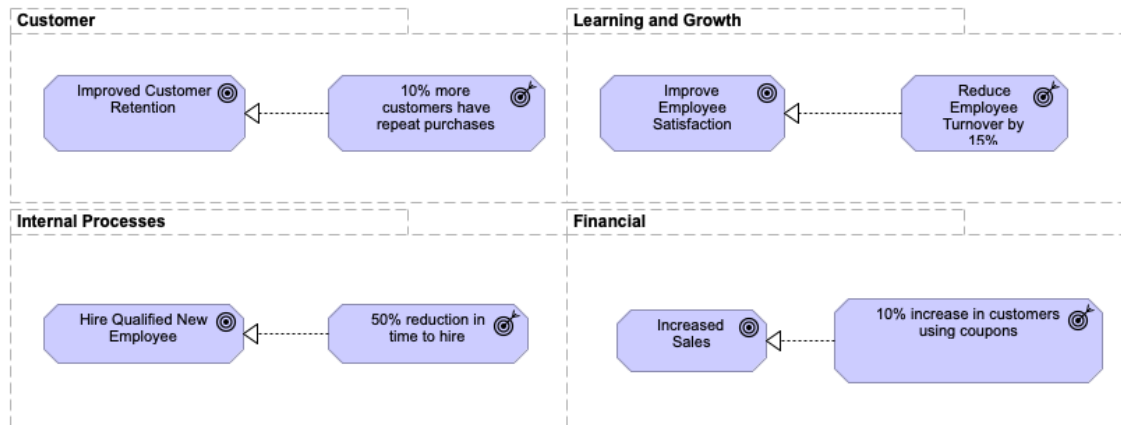 Customer
Improved Customer
Retention
10% more
customers have
repeat purchases
Learning and Growth
Improve
Employee
Satisfaction
Reduce
Employee
Turnover by
15%
Internal Processes
Hire Qualified New
Employee
50% reduction in
time to hire
Financial
Increased
Sales
10% increase in customers
using coupons